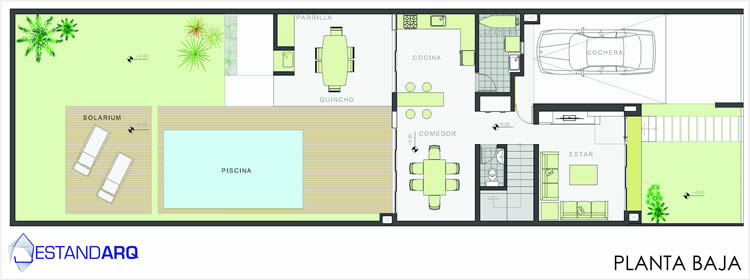 PARRILLA
COCHERA
COCINA
QUINCHO
SOLARIUM
COMEDOR
ESTAR
PISCINA
ESTANDARQ
PLANTA BAJA